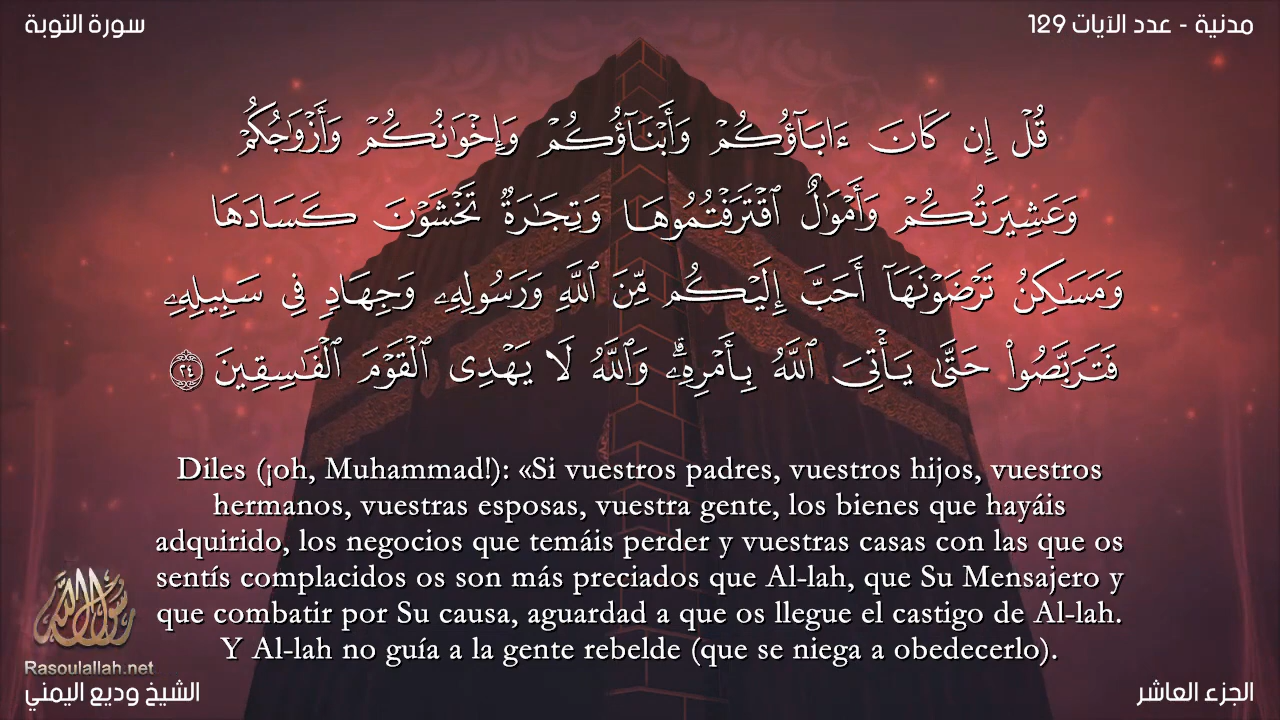 سورة التوبة
مدنية - عدد الآيات 129
قُلْ إِن كَانَ ءَابَآؤُكُمْ وَأَبْنَآؤُكُمْ وَإِخْوَٰنُكُمْ وَأَزْوَٰجُكُمْ
وَعَشِيرَتُكُمْ وَأَمْوَٰلٌ ٱقْتَرَفْتُمُوهَا وَتِجَـٰرَةٌ تَخْشَوْنَ كَسَادَهَا
وَمَسَـٰكِنُ تَرْضَوْنَهَآ أَحَبَّ إِلَيْكُم مِّنَ ٱللَّهِ وَرَسُولِهِۦ وَجِهَادٍ فِى سَبِيلِهِۦ
فَتَرَبَّصُوا۟ حَتَّىٰ يَأْتِىَ ٱللَّهُ بِأَمْرِهِۦ ۗ وَٱللَّهُ لَا يَهْدِى ٱلْقَوْمَ ٱلْفَـٰسِقِينَ ٢٤
Diles (¡oh, Muhammad!): «Si vuestros padres, vuestros hijos, vuestros
hermanos, vuestras esposas, vuestra gente, los bienes que hayáis
adquirido, los negocios que temáis perder y vuestras casas con las que os
sentís complacidos os son más preciados que Al-lah, que Su Mensajero y
que combatir por Su causa, aguardad a que os llegue el castigo de Al-lah.
Y Al-lah no guía a la gente rebelde (que se niega a obedecerlo).
رسول الله
Rasoulallah.net
الشيخ وديع اليمني
الجزء العاشر